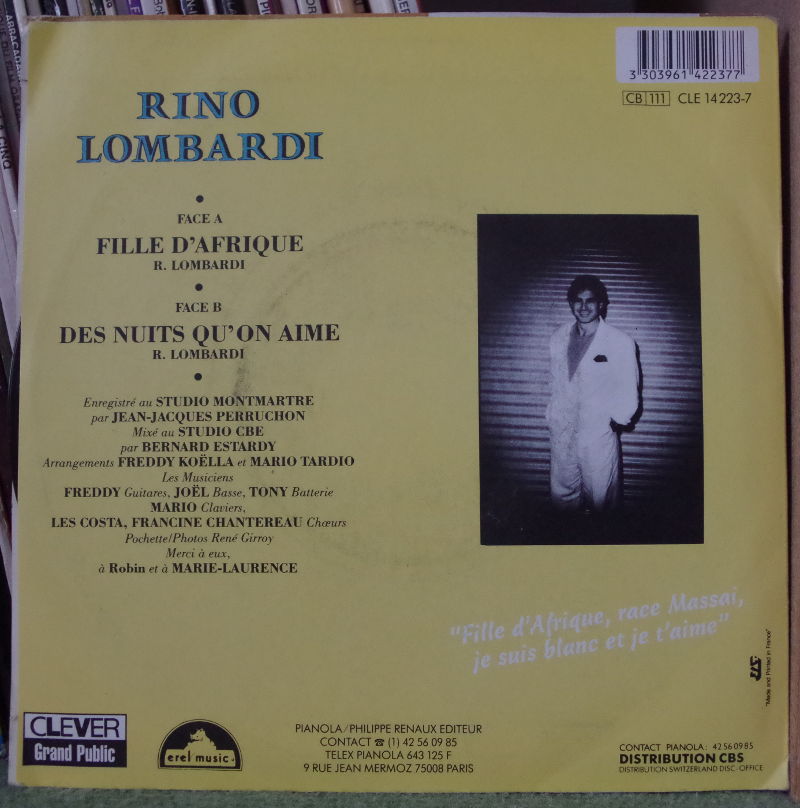 3 303961 422377
CB 111 CLE 14 223-7
RINO
LOMBARDI
FACE A
FILLE D'AFRIQUE
R. LOMBARDI
FACE B
DES NUITS QU'ON AIME
R. LOMBARDI
Enregistré au STUDIO MONTMARTRE
par JEAN-JACQUES PERRUCHON
Mixé au STUDIO CBE
par BERNARD ESTARDY
Arrangements FREDDY KOËLLA et MARIO TARDIO
Les Musiciens
FREDDY Guitares, JOËL Basse, TONY Batterie
MARIO Claviers,
LES COSTA, FRANCINE CHANTEREAU Chœurs
Pochette/Photos René Girroy
Merci à eux,
à Robin et à MARIE-LAURENCE
"Fille d'Afrique, race Massai,
je suis blanc et je t'aime"
"Made and Printed in France"
CLEVER
Grand Public
erel music
PIANOLA/PHILIPPE RENAUX EDITEUR
CONTACT ☎ (1) 42 56 09 85
TELEX PIANOLA 643 125 F
9 RUE JEAN MERMOZ 75008 PARIS
CONTACT PIANOLA: 42 56 09 85
DISTRIBUTION CBS
DISTRIBUTION SWITZERLAND DISC-OFFICE